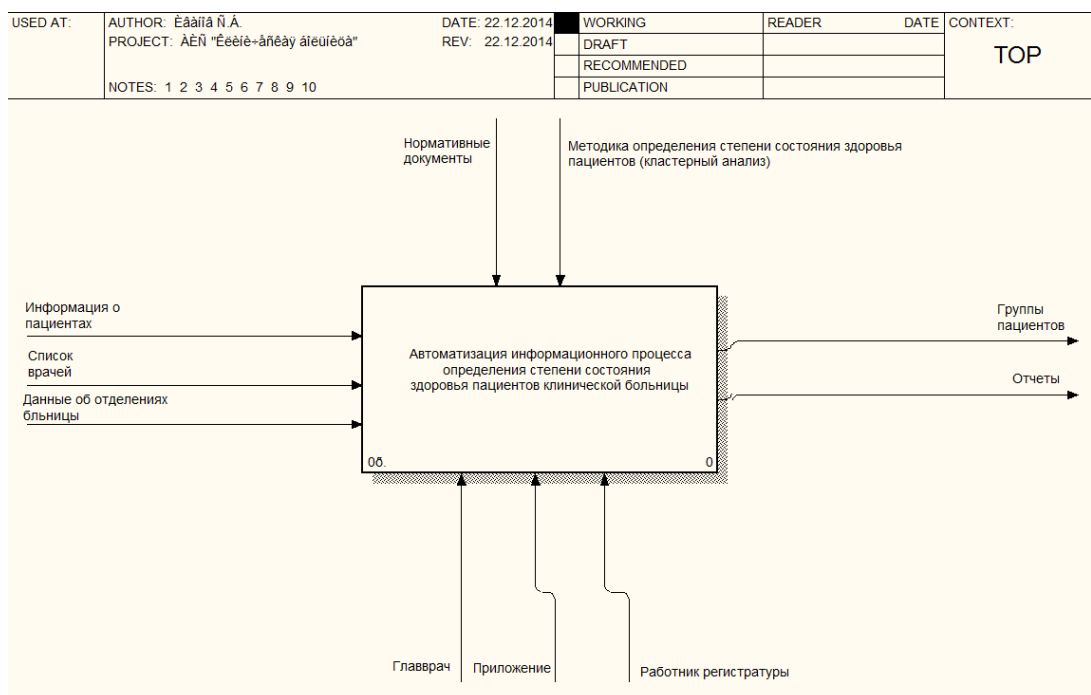 USED AT:
AUTHOR: Èâàíîâ Ñ.Á.
DATE: 22.12.2014
WORKING
READER
DATE
CONTEXT:
PROJECT: ÀÈÑ "Êëèíè÷åñêàÿ áîëüíèöà"
REV: 22.12.2014
DRAFT
TOP
RECOMMENDED
NOTES: 1 2 3 4 5 6 7 8 9 10
PUBLICATION
Нормативные
документы
Методика определения степени состояния здоровья
пациентов (кластерный анализ)
Информация о
пациентах
Список
врачей
Данные об отделениях
бльницы
Автоматизация информационного процесса
определения степени состояния
здоровья пациентов клинической больницы
0ð.
0
Группы
пациентов
Отчеты
Главврач
Приложение
Работник регистратуры